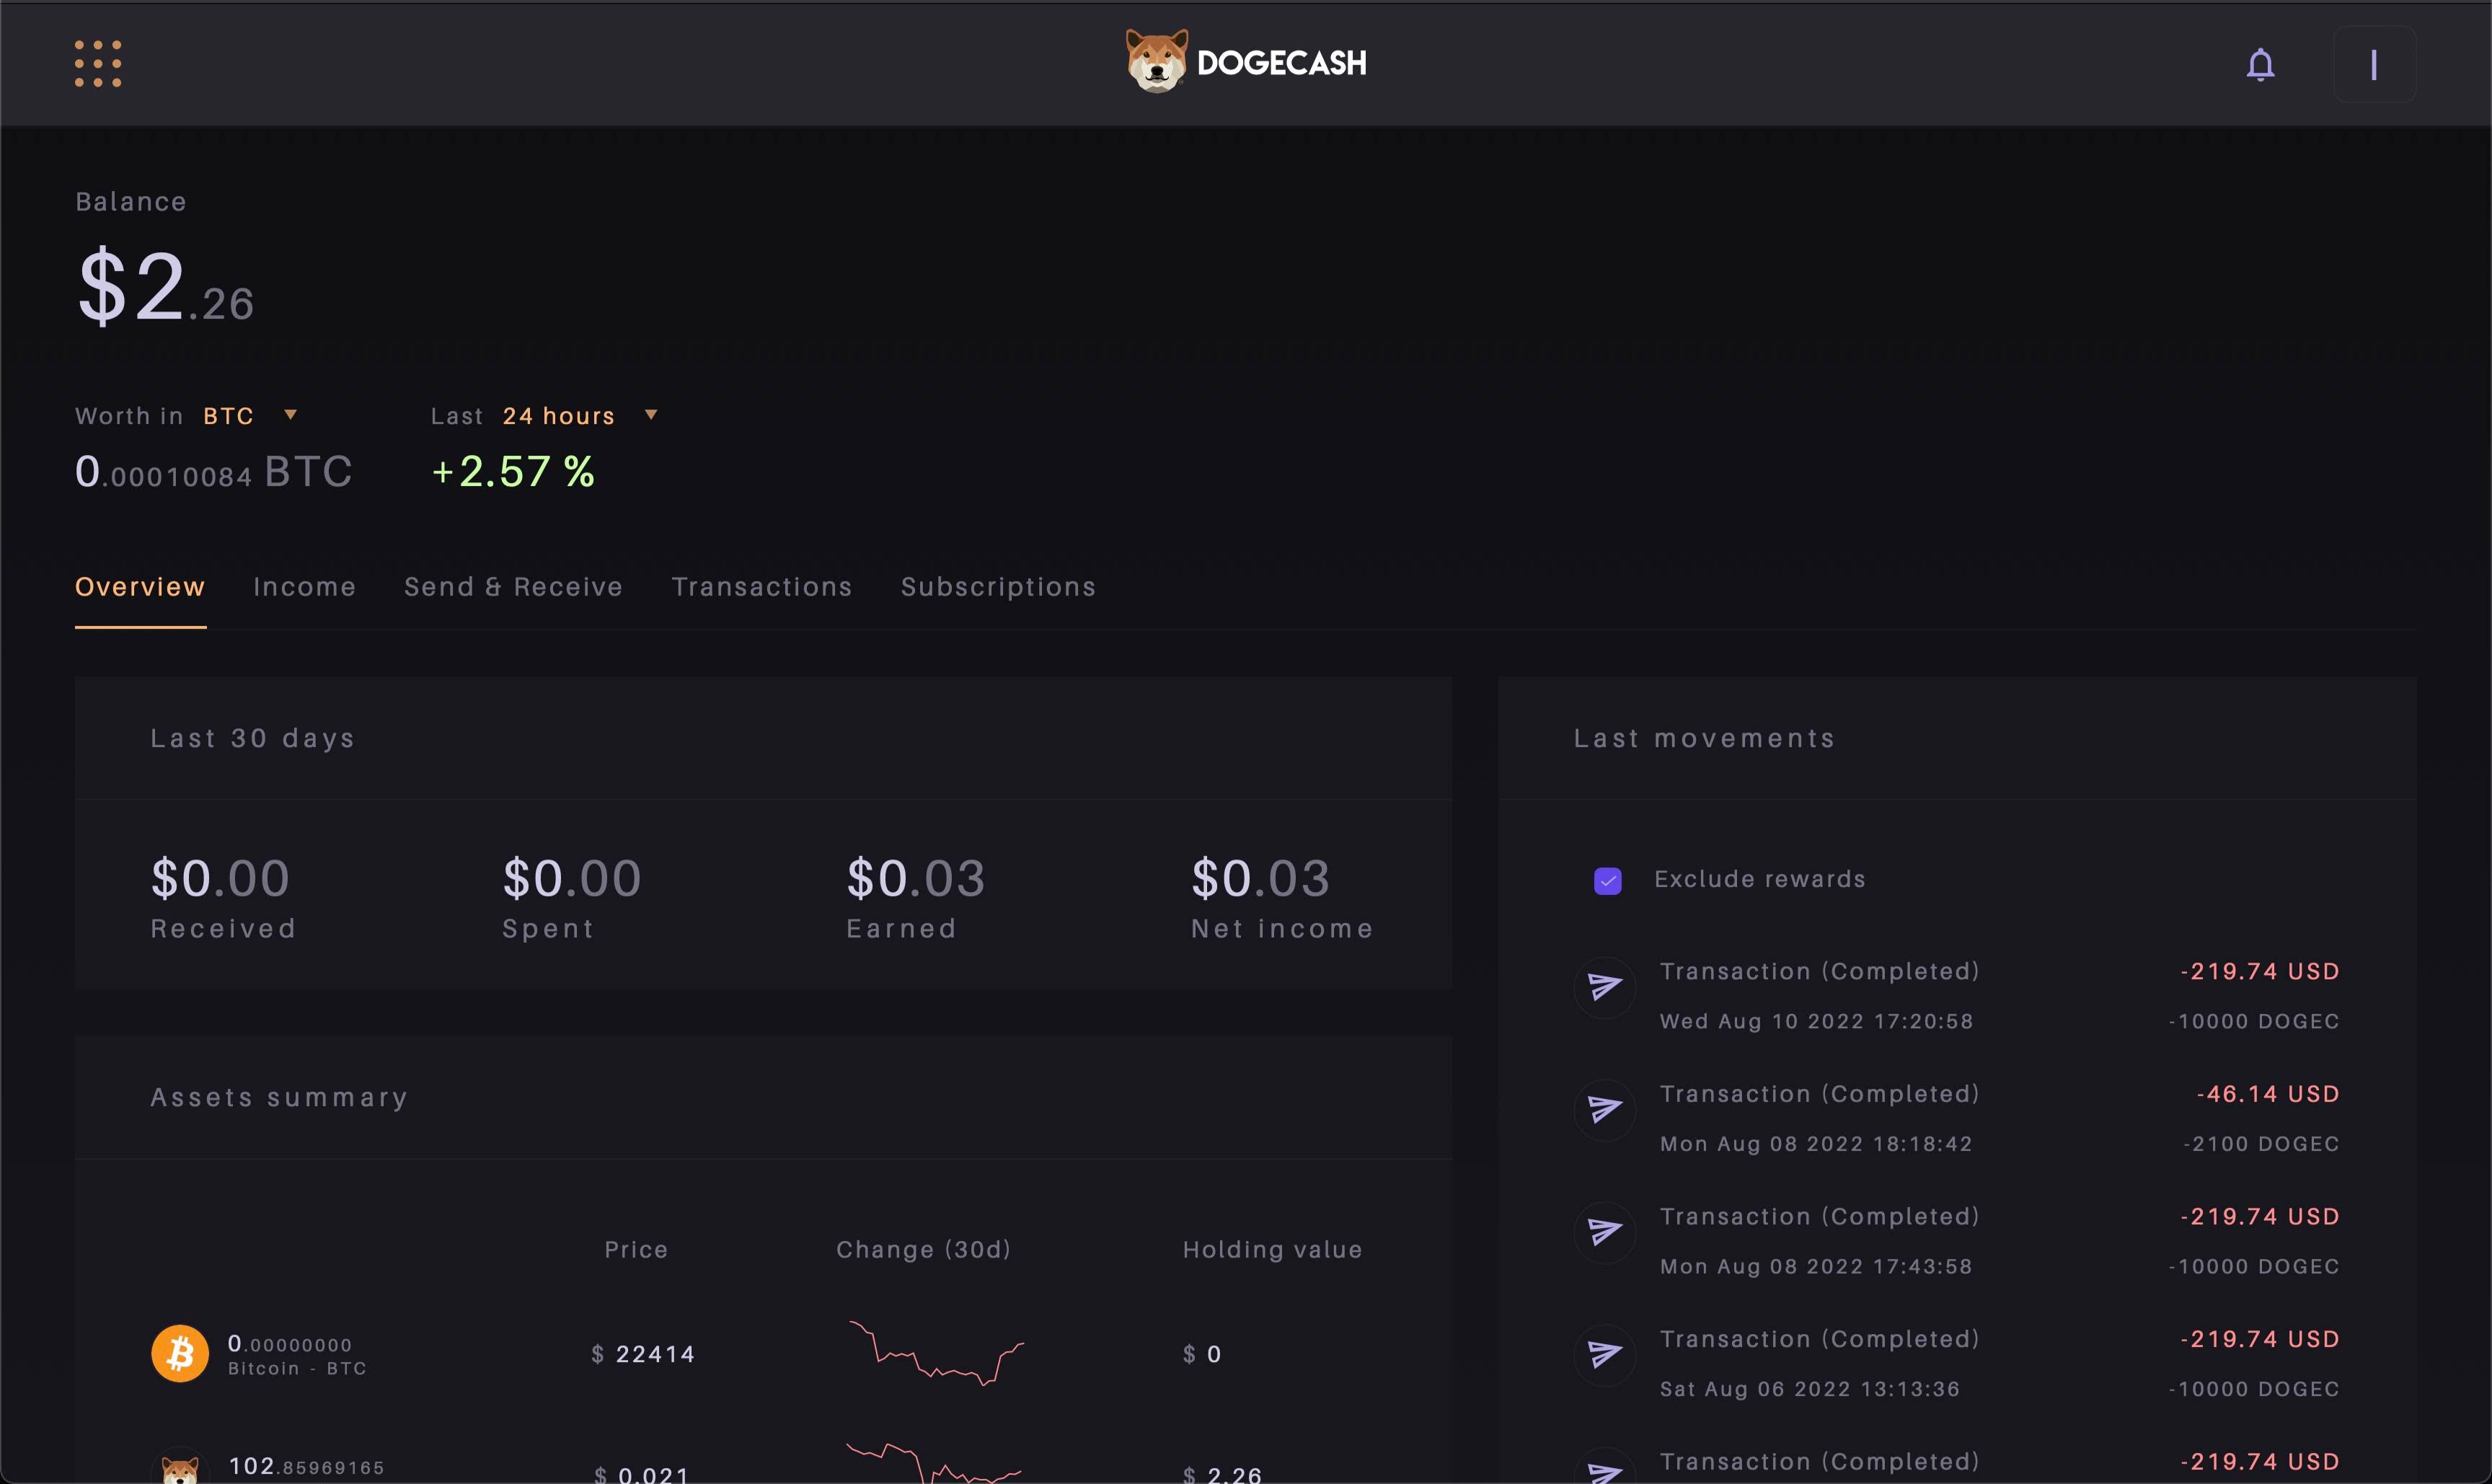 DOGECASH
Balance
$2.26
Worth in BTC
Last 24 hours
0.00010084 BTC
+2.57 %
Overview
Income
Send & Receive
Transactions
Subscriptions
Last 30 days
$0.00
Received
$0.00
Spent
$0.03
Earned
$0.03
Net income
Assets summary
Price
Change (30d)
Holding value
0.00000000
Bitcoin - BTC
$ 22414
$ 0
102.85969165
$ 0.021
$ 2.26
Last movements
Exclude rewards
Transaction (Completed)
-219.74 USD
Wed Aug 10 2022 17:20:58
-10000 DOGEC
Transaction (Completed)
-46.14 USD
Mon Aug 08 2022 18:18:42
-2100 DOGEC
Transaction (Completed)
-219.74 USD
Mon Aug 08 2022 17:43:58
-10000 DOGEC
Transaction (Completed)
-219.74 USD
Sat Aug 06 2022 13:13:36
-10000 DOGEC
Transaction (Completed)
-219.74 USD